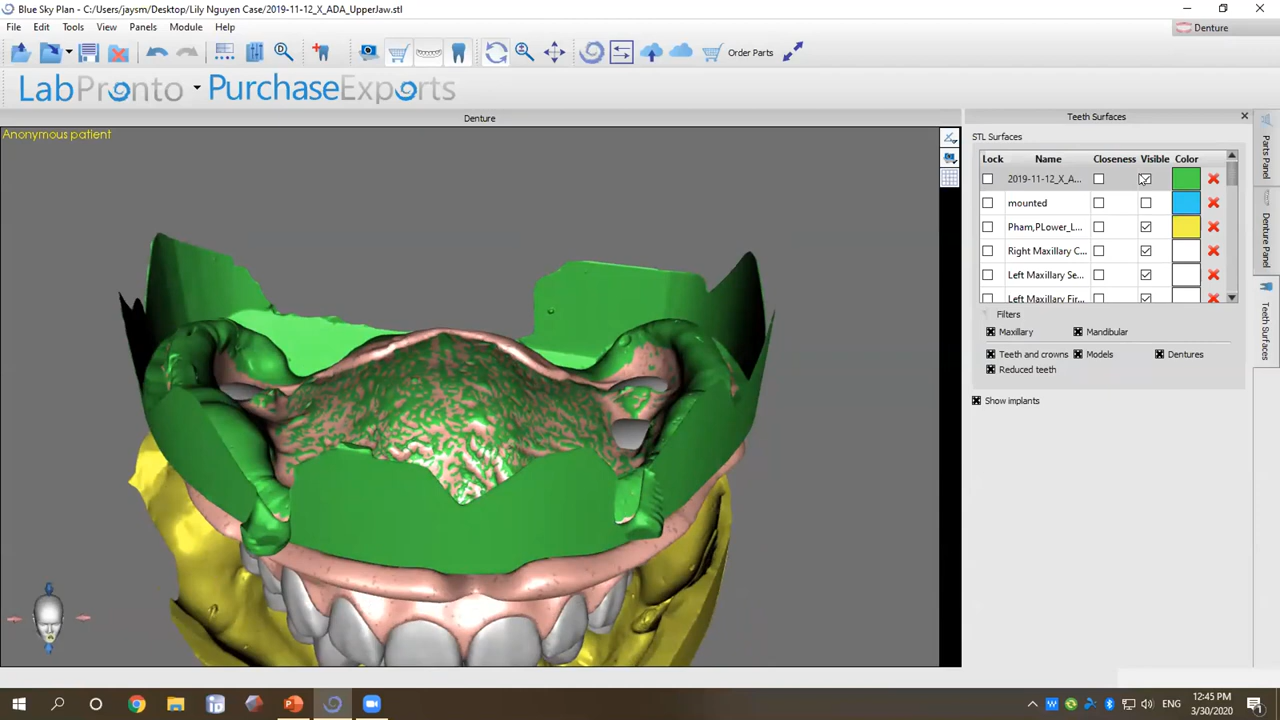 Blue Sky Plan - C:/Users/jaysm/Desktop/Lily Nguyen Case/2019-11-12_X_ADA_UpperJaw.stl
File Edit Tools View Panels Module Help
Denture
Order Parts
LabPronto PurchaseExports
Denture
Teeth Surfaces
Anonymous patient
STL Surfaces
Lock Name Closeness Visible Color
2019-11-12_X_A...
mounted
Pham,PLower_L...
Right Maxillary C...
Left Maxillary Se...
Left Maxillary Fir...
Filters
Maxillary Mandibular
Teeth and crowns Models Dentures
Reduced teeth
Show implants
Parts Panel
Denture Panel
Teeth Surfaces
ENG
12:45 PM
3/30/2020